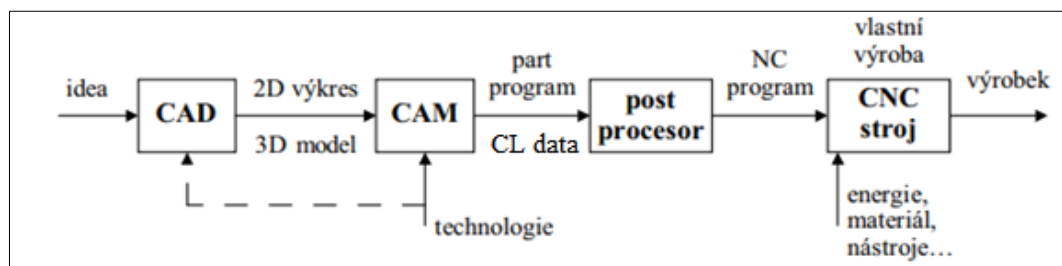 idea
CAD
2D výkres
3D model
CAM
part
program
CL data
post
procesor
NC
program
vlastní
výroba
CNC
stroj
výrobek
technologie
energie,
materiál,
nástroje…